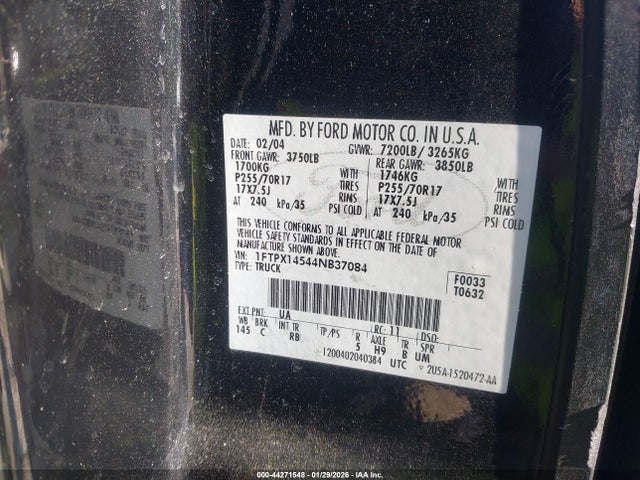 MFD. BY FORD MOTOR CO. IN U.S.A.
DATE: 02/04 GVWR: 7200LB/ 3265KG
FRONT GAWR: 3750LB REAR GAWR: 3850LB
1700KG WITH 1746KG WITH
P255/70R17 TIRES P255/70R17 TIRES
17X7.5J RIMS 17X7.5J RIMS
AT 240 kPa/35 PSI COLD AT 240 kPa/35 PSI COLD
THIS VEHICLE CONFORMS TO ALL APPLICABLE FEDERAL MOTOR
VEHICLE SAFETY STANDARDS IN EFFECT ON THE DATE OF
MANUFACTURE SHOWN ABOVE.
VIN: 1FTPX14544NB37084
TYPE: TRUCK
F0033
T0632
EXT PNT: UA RC: 11 DSO:
WB BRK INT TR TP/PS R AXLE TR SPR
145 C RB 5 H9 B UM
1200402040384 UTC 2U5A-1520472-AA
000-44271548 - 01/29/2026 - IAA Inc.